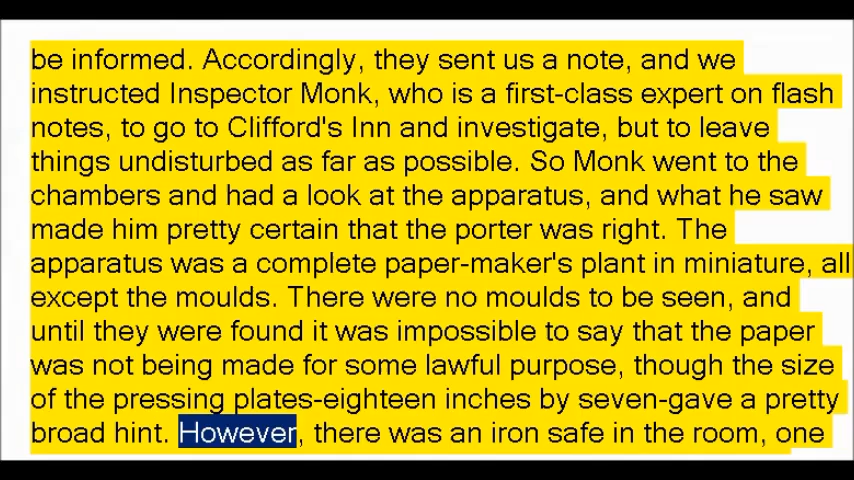 be informed. Accordingly, they sent us a note, and we
instructed Inspector Monk, who is a first-class expert on flash
notes, to go to Clifford's Inn and investigate, but to leave
things undisturbed as far as possible. So Monk went to the
chambers and had a look at the apparatus, and what he saw
made him pretty certain that the porter was right. The
apparatus was a complete paper-maker's plant in miniature, all
except the moulds. There were no moulds to be seen, and
until they were found it was impossible to say that the paper
was not being made for some lawful purpose, though the size
of the pressing plates-eighteen inches by seven-gave a pretty
broad hint. However, there was an iron safe in the room, one